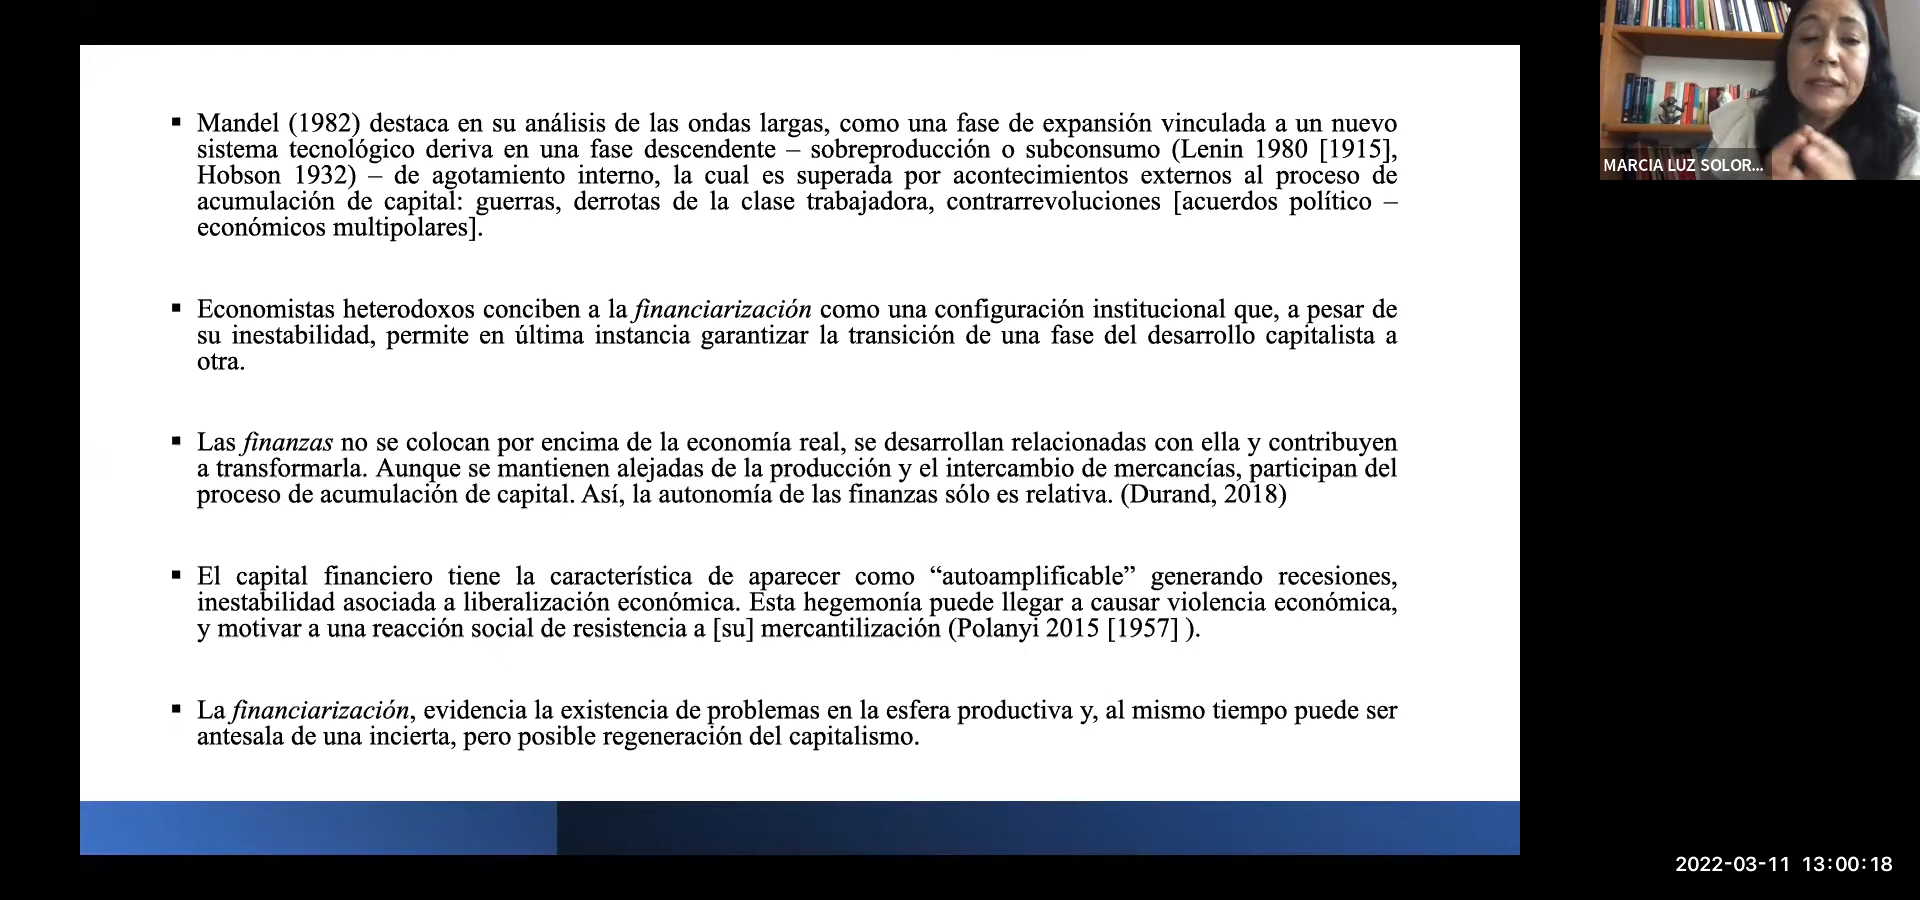 ▪ Mandel (1982) destaca en su análisis de las ondas largas, como una fase de expansión vinculada a un nuevo
sistema tecnológico deriva en una fase descendente – sobreproducción o subconsumo (Lenin 1980 [1915],
Hobson 1932) – de agotamiento interno, la cual es superada por acontecimientos externos al proceso de
acumulación de capital: guerras, derrotas de la clase trabajadora, contrarrevoluciones [acuerdos político –
económicos multipolares].
▪ Economistas heterodoxos conciben a la financiarización como una configuración institucional que, a pesar de
su inestabilidad, permite en última instancia garantizar la transición de una fase del desarrollo capitalista a
otra.
▪ Las finanzas no se colocan por encima de la economía real, se desarrollan relacionadas con ella y contribuyen
a transformarla. Aunque se mantienen alejadas de la producción y el intercambio de mercancías, participan del
proceso de acumulación de capital. Así, la autonomía de las finanzas sólo es relativa. (Durand, 2018)
▪ El capital financiero tiene la característica de aparecer como “autoamplificable” generando recesiones,
inestabilidad asociada a liberalización económica. Esta hegemonía puede llegar a causar violencia económica,
y motivar a una reacción social de resistencia a [su] mercantilización (Polanyi 2015 [1957] ).
▪ La financiarización, evidencia la existencia de problemas en la esfera productiva y, al mismo tiempo puede ser
antesala de una incierta, pero posible regeneración del capitalismo.
MARCIA LUZ SOLOR...
2022-03-11 13:00:18